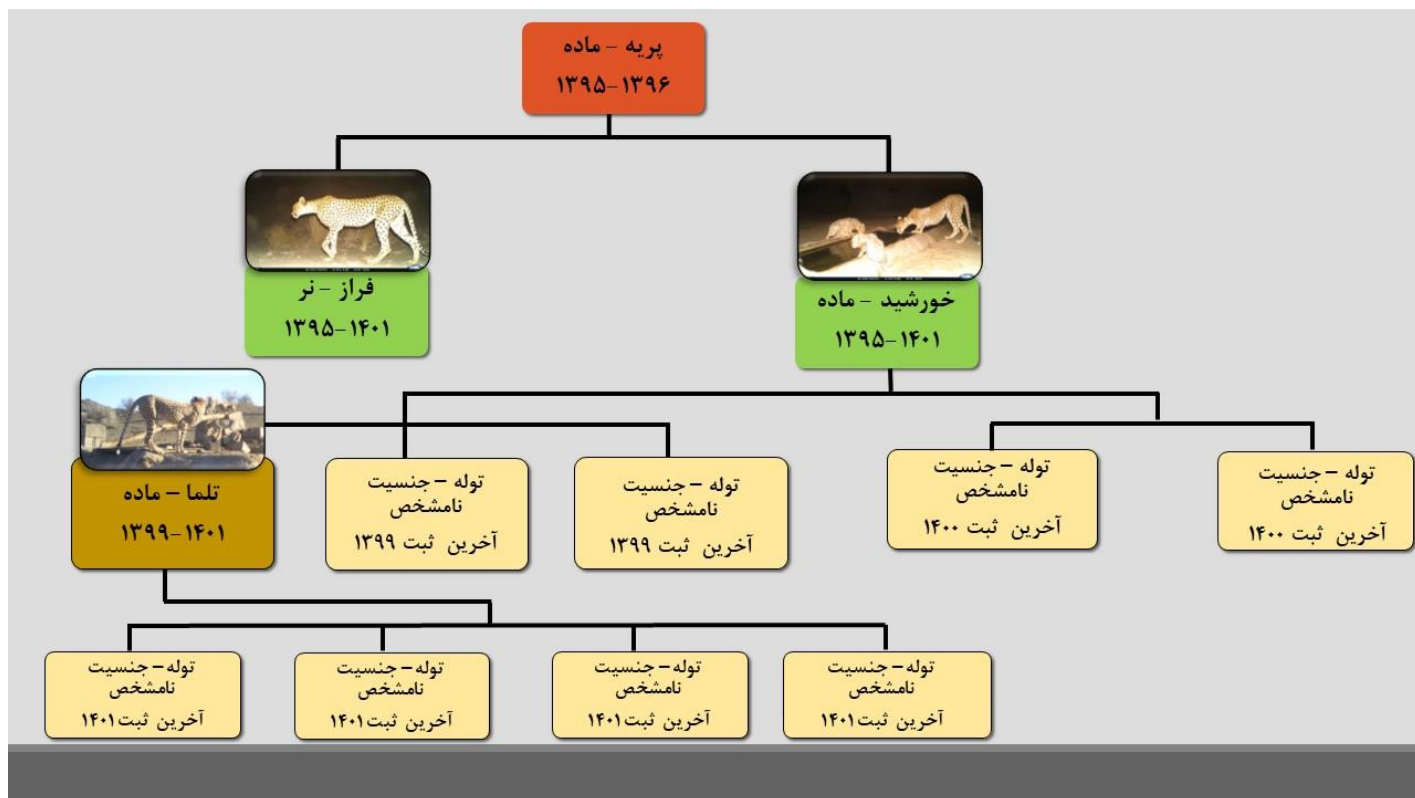 پریه – ماده
۱۳۹۵-۱۳۹۶
فراز – نر
۱۳۹۵-۱۴۰۱
خورشید – ماده
۱۳۹۵-۱۴۰۱
تلما – ماده
۱۳۹۹-۱۴۰۱
توله – جنسیت
نامشخص
آخرین ثبت ۱۳۹۹
توله – جنسیت
نامشخص
آخرین ثبت ۱۳۹۹
توله – جنسیت
نامشخص
آخرین ثبت ۱۴۰۰
توله – جنسیت
نامشخص
آخرین ثبت ۱۴۰۰
توله – جنسیت
نامشخص
آخرین ثبت ۱۴۰۱
توله – جنسیت
نامشخص
آخرین ثبت ۱۴۰۱
توله – جنسیت
نامشخص
آخرین ثبت ۱۴۰۱
توله – جنسیت
نامشخص
آخرین ثبت ۱۴۰۱